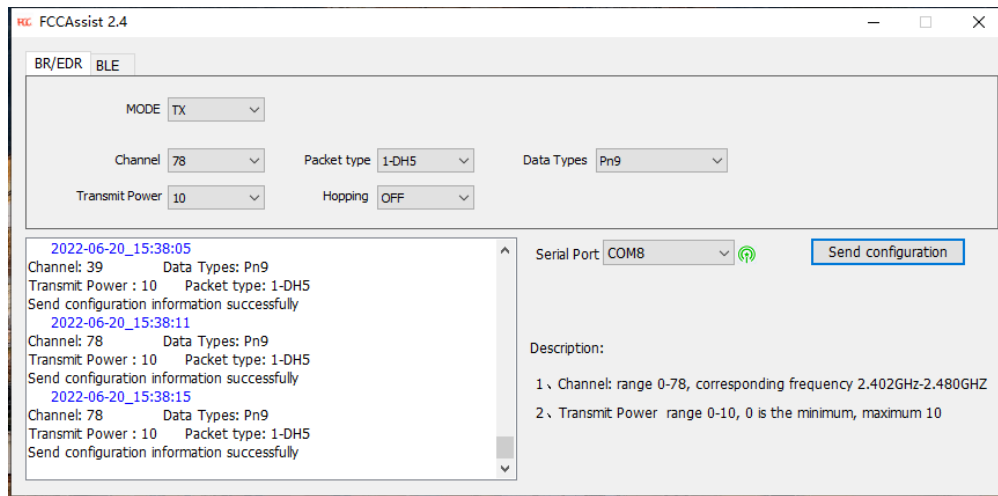 FCC FCCAssist 2.4
BR/EDR BLE
MODE TX
Channel 78 Packet type 1-DH5 Data Types Pn9
Transmit Power 10 Hopping OFF
2022-06-20_15:38:05
Channel: 39 Data Types: Pn9
Transmit Power : 10 Packet type: 1-DH5
Send configuration information successfully
2022-06-20_15:38:11
Channel: 78 Data Types: Pn9
Transmit Power : 10 Packet type: 1-DH5
Send configuration information successfully
2022-06-20_15:38:15
Channel: 78 Data Types: Pn9
Transmit Power : 10 Packet type: 1-DH5
Send configuration information successfully
Serial Port COM8 Send configuration
Description:
1、Channel: range 0-78, corresponding frequency 2.402GHz-2.480GHZ
2、Transmit Power range 0-10, 0 is the minimum, maximum 10